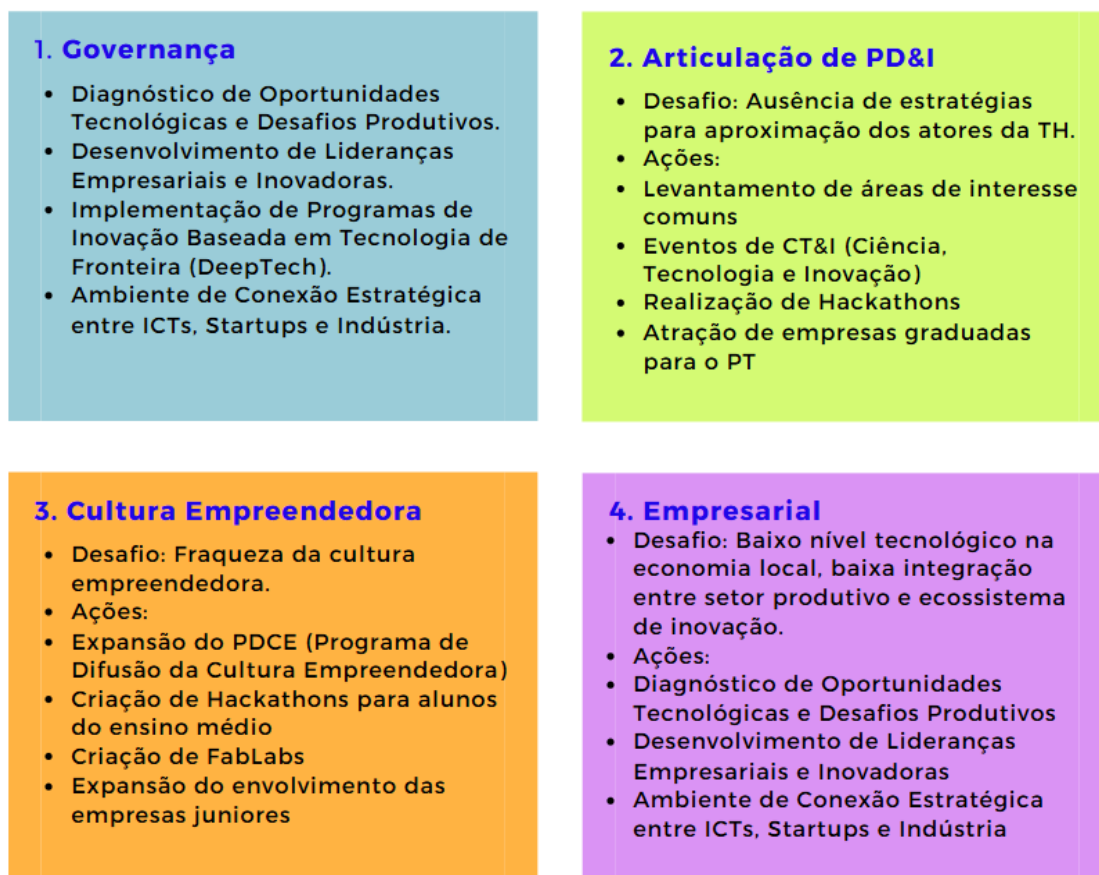 1. Governança
• Diagnóstico de Oportunidades
Tecnológicas e Desafios Produtivos.
• Desenvolvimento de Lideranças
Empresariais e Inovadoras.
• Implementação de Programas de
Inovação Baseada em Tecnologia de
Fronteira (DeepTech).
• Ambiente de Conexão Estratégica
entre ICTs, Startups e Indústria.
2. Articulação de PD&I
• Desafio: Ausência de estratégias
para aproximação dos atores da TH.
• Ações:
• Levantamento de áreas de interesse
comuns
• Eventos de CT&I (Ciência,
Tecnologia e Inovação)
• Realização de Hackathons
• Atração de empresas graduadas
para o PT
3. Cultura Empreendedora
• Desafio: Fraqueza da cultura
empreendedora.
• Ações:
• Expansão do PDCE (Programa de
Difusão da Cultura Empreendedora)
• Criação de Hackathons para alunos
do ensino médio
• Criação de FabLabs
• Expansão do envolvimento das
empresas juniores
4. Empresarial
• Desafio: Baixo nível tecnológico na
economia local, baixa integração
entre setor produtivo e ecossistema
de inovação.
• Ações:
• Diagnóstico de Oportunidades
Tecnológicas e Desafios Produtivos
• Desenvolvimento de Lideranças
Empresariais e Inovadoras
• Ambiente de Conexão Estratégica
entre ICTs, Startups e Indústria